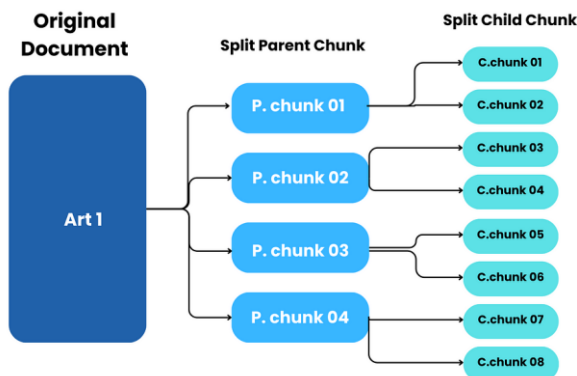 Original
Document
Split Parent Chunk
Split Child Chunk
Art 1
P. chunk 01
P. chunk 02
P. chunk 03
P. chunk 04
C.chunk 01
C.chunk 02
C.chunk 03
C.chunk 04
C.chunk 05
C.chunk 06
C.chunk 07
C.chunk 08